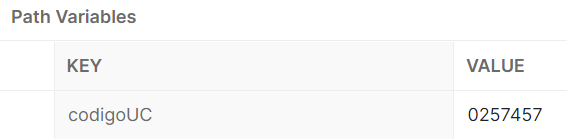 Path Variables
KEY VALUE
codigoUC 0257457